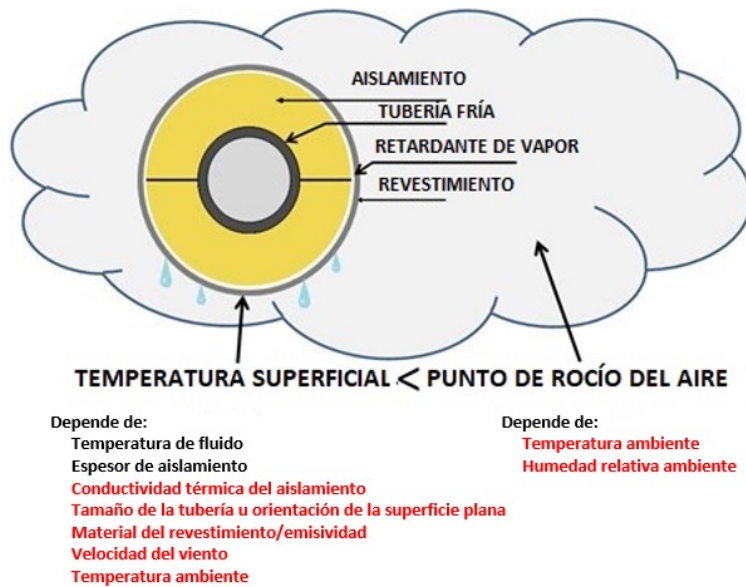 AISLAMIENTO
TUBERÍA FRÍA
RETARDANTE DE VAPOR
REVESTIMIENTO
TEMPERATURA SUPERFICIAL < PUNTO DE ROCÍO DEL AIRE
Depende de:
Temperatura de fluido
Espesor de aislamiento
Conductividad térmica del aislamiento
Tamaño de la tubería u orientación de la superficie plana
Material del revestimiento/emisividad
Velocidad del viento
Temperatura ambiente
Depende de:
Temperatura ambiente
Humedad relativa ambiente